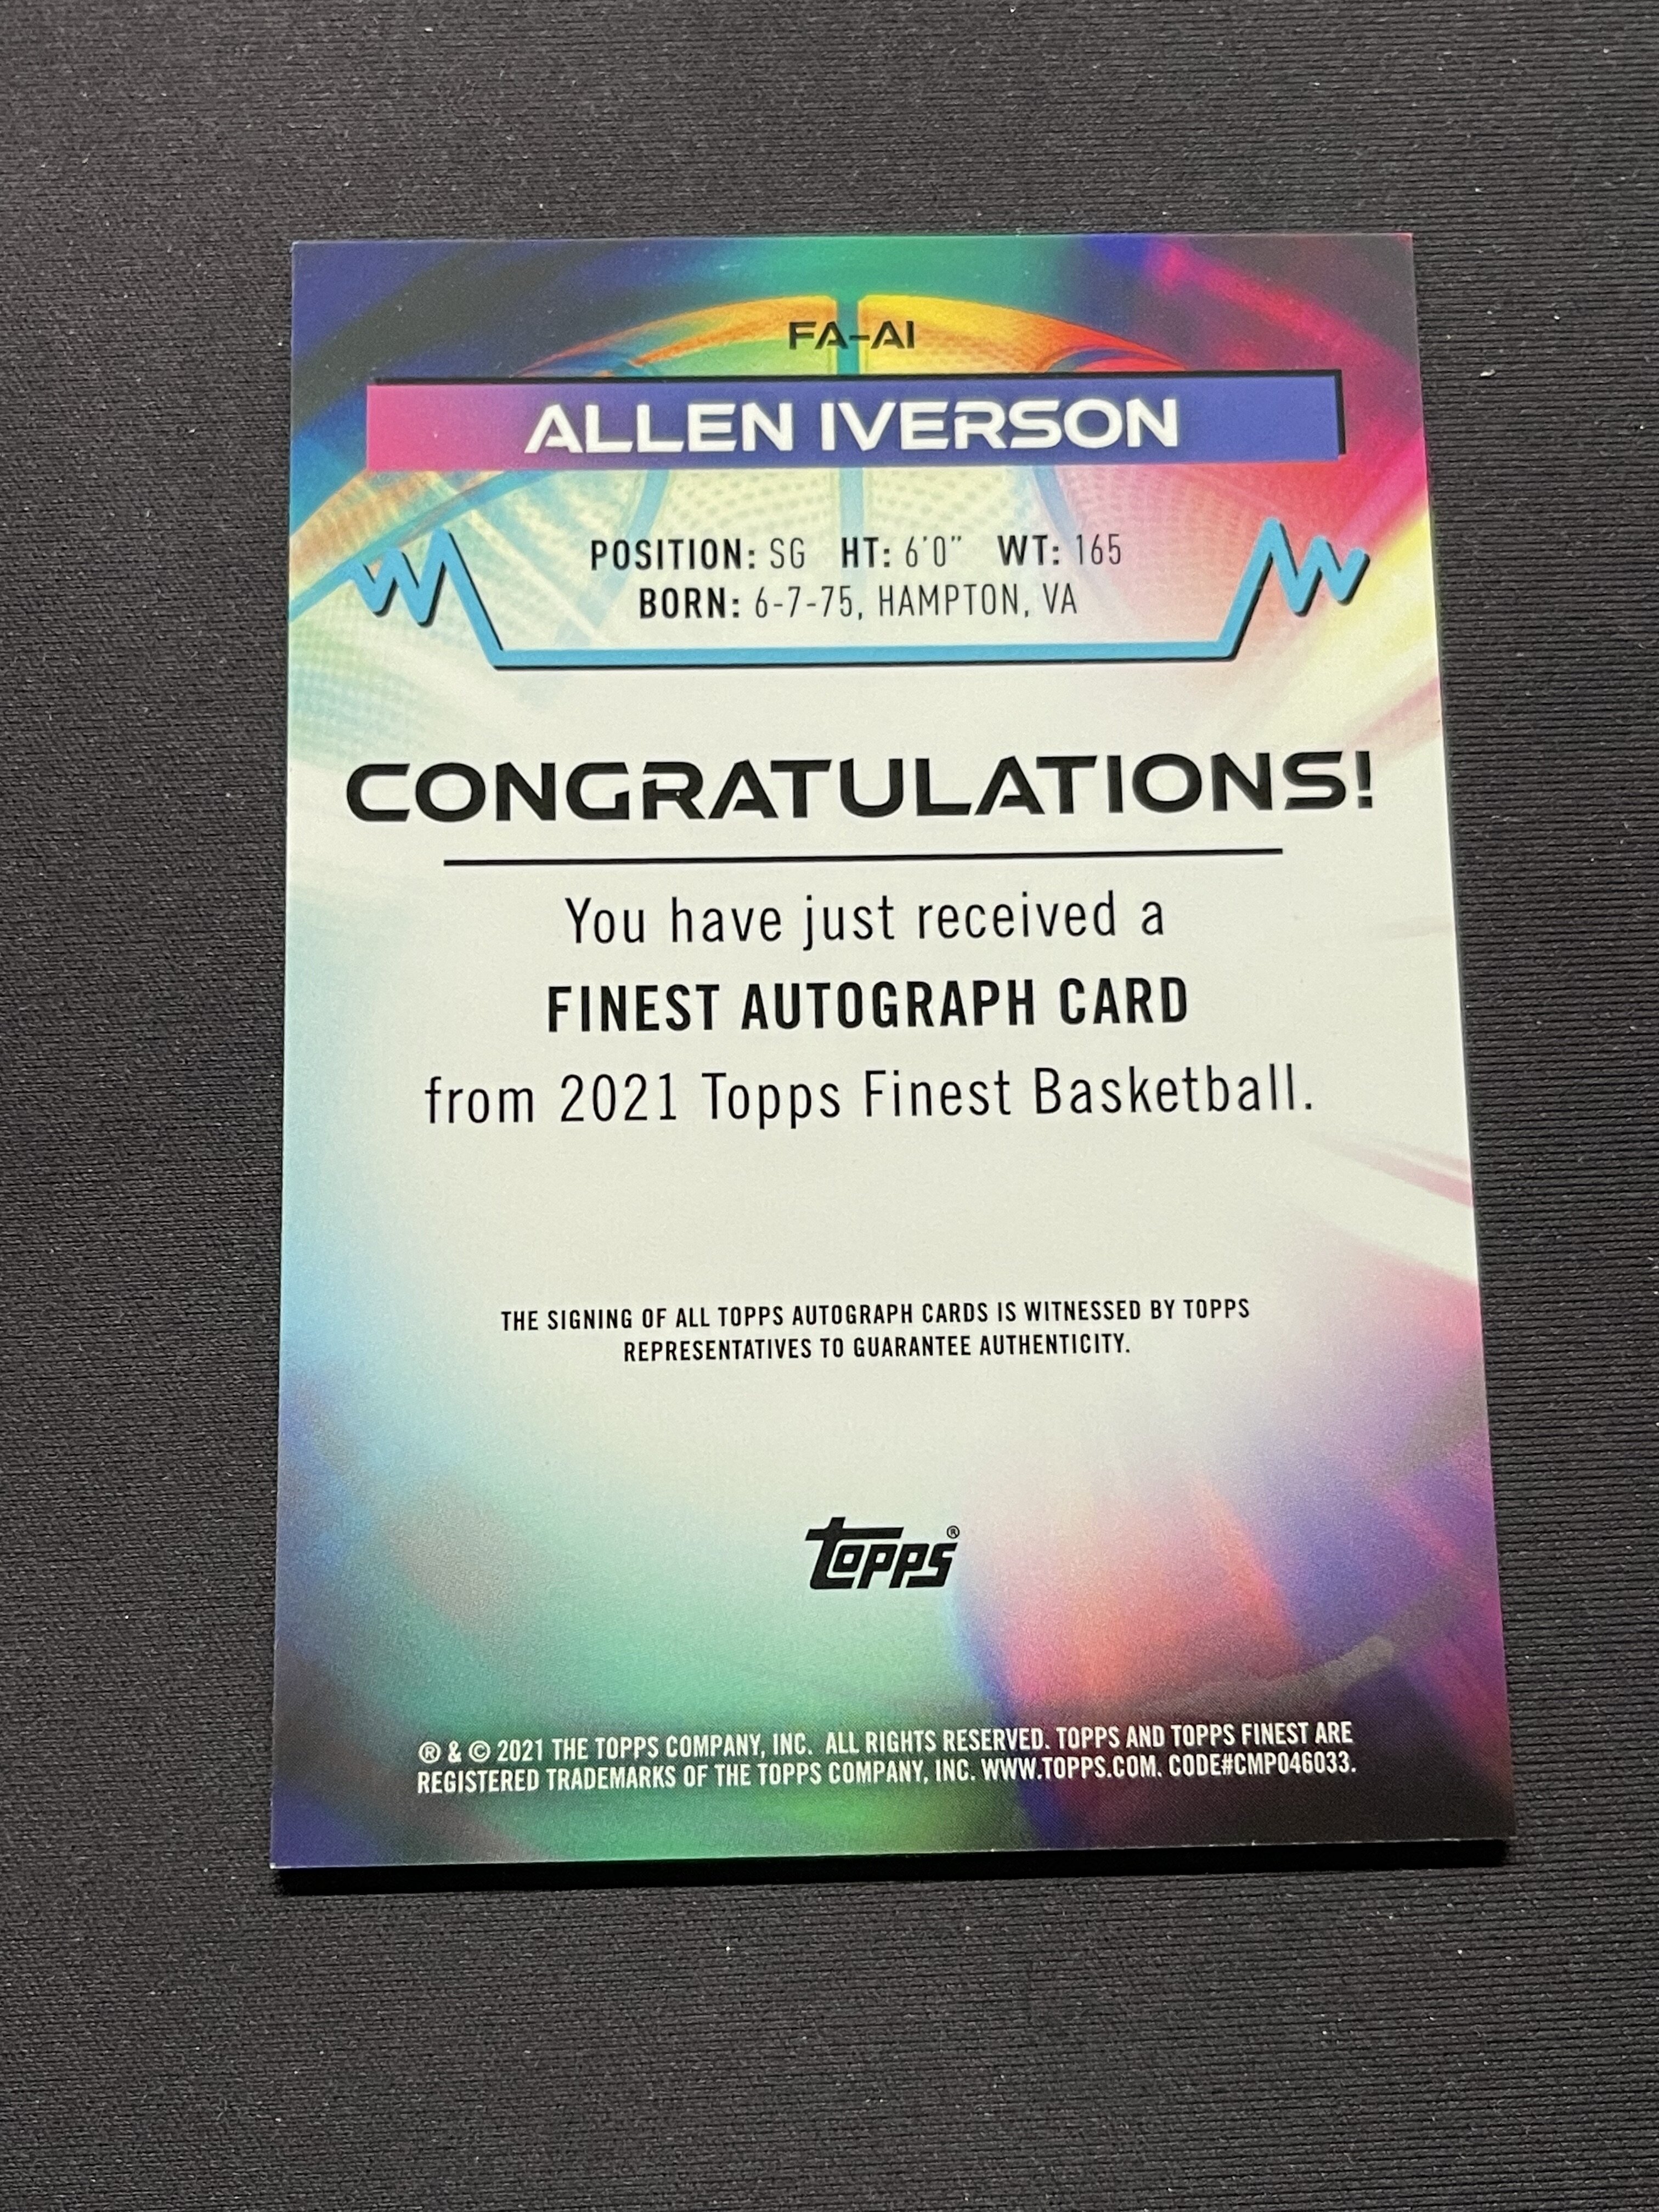 FA-AI
ALLEN IVERSON
POSITION: SG HT: 6'0" WT: 165
BORN: 6-7-75, HAMPTON, VA
CONGRATULATIONS!
You have just received a
FINEST AUTOGRAPH CARD
from 2021 Topps Finest Basketball.
THE SIGNING OF ALL TOPPS AUTOGRAPH CARDS IS WITNESSED BY TOPPS
REPRESENTATIVES TO GUARANTEE AUTHENTICITY.
topps®
® & © 2021 THE TOPPS COMPANY, INC. ALL RIGHTS RESERVED. TOPPS AND TOPPS FINEST ARE
REGISTERED TRADEMARKS OF THE TOPPS COMPANY, INC. WWW.TOPPS.COM. CODE#CMP046033.